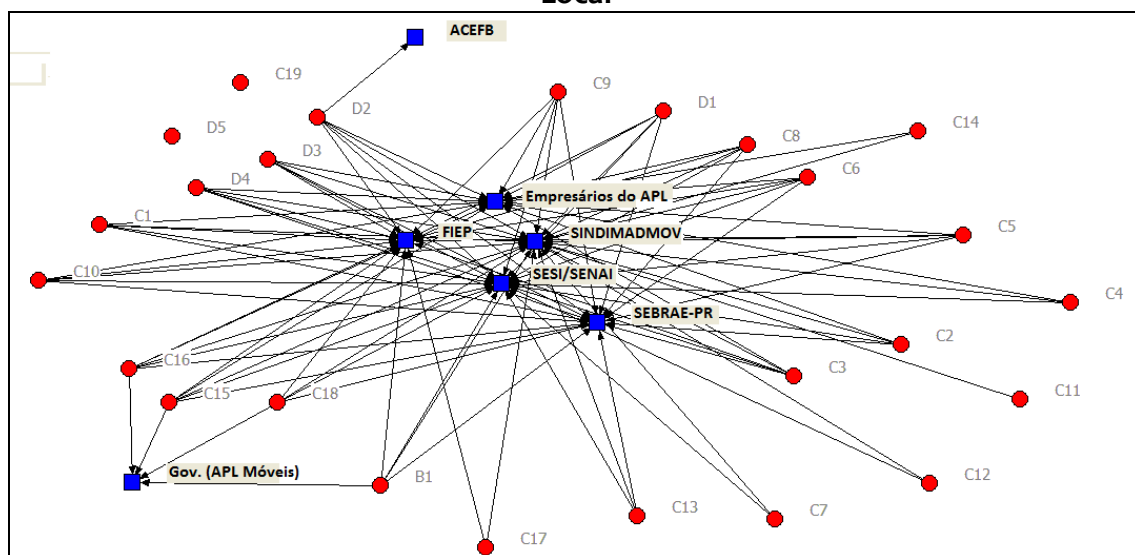 Local
ACEFB
C19
C9
D2
D1
C14
D5
C8
D3
C6
D4
Empresários do APL
C1
FIEP
SINDIMADMOV
C5
C10
SESI/SENAI
C4
SEBRAE-PR
C2
C16
C3
C15
C18
C11
Gov. (APL Móveis)
B1
C12
C13
C7
C17